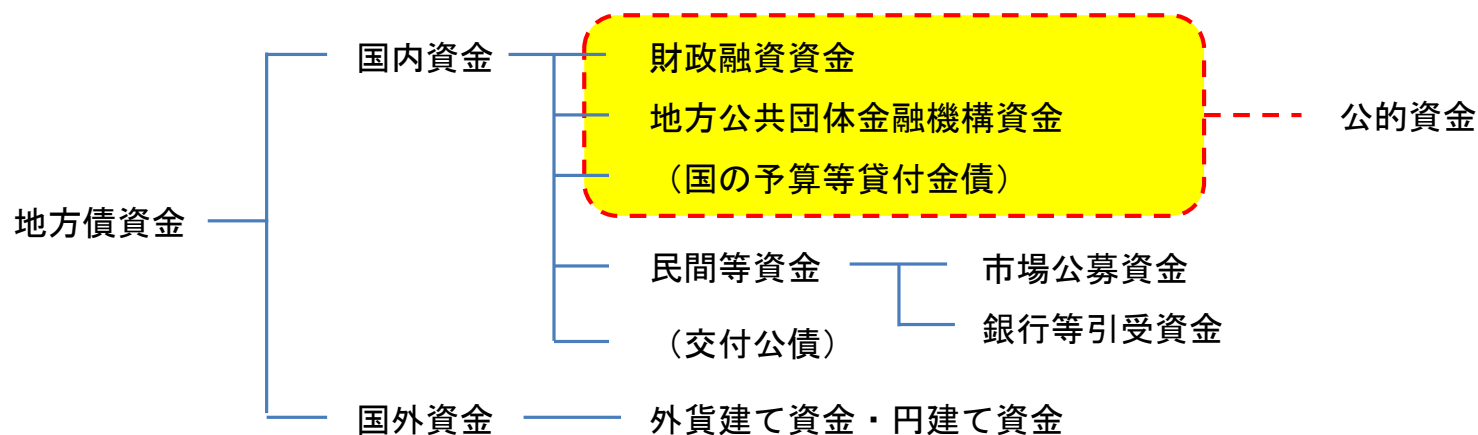 国内資金
財政融資資金
地方公共団体金融機構資金
公的資金
（国の予算等貸付金債）
地方債資金
民間等資金
市場公募資金
銀行等引受資金
（交付公債）
国外資金
外貨建て資金・円建て資金